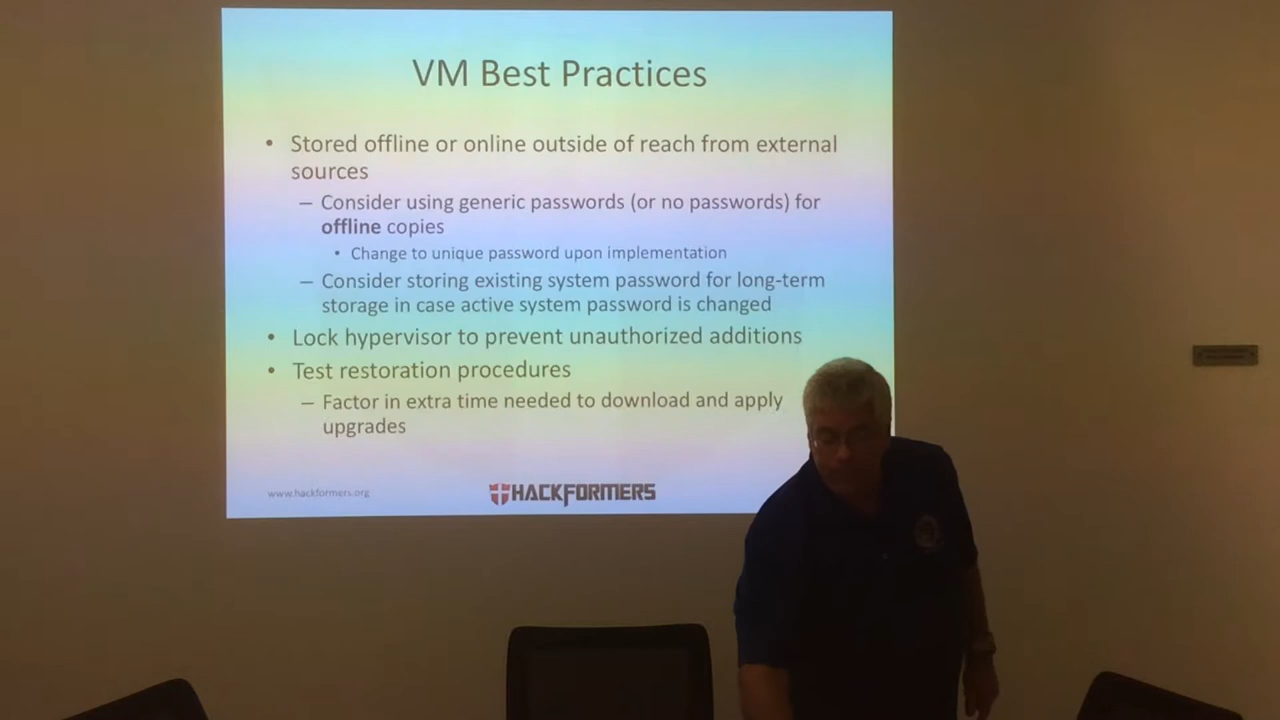 VM Best Practices
• Stored offline or online outside of reach from external
sources
– Consider using generic passwords (or no passwords) for
offline copies
• Change to unique password upon implementation
– Consider storing existing system password for long-term
storage in case active system password is changed
• Lock hypervisor to prevent unauthorized additions
• Test restoration procedures
– Factor in extra time needed to download and apply
upgrades
www.hackformers.org
HACKFORMERS